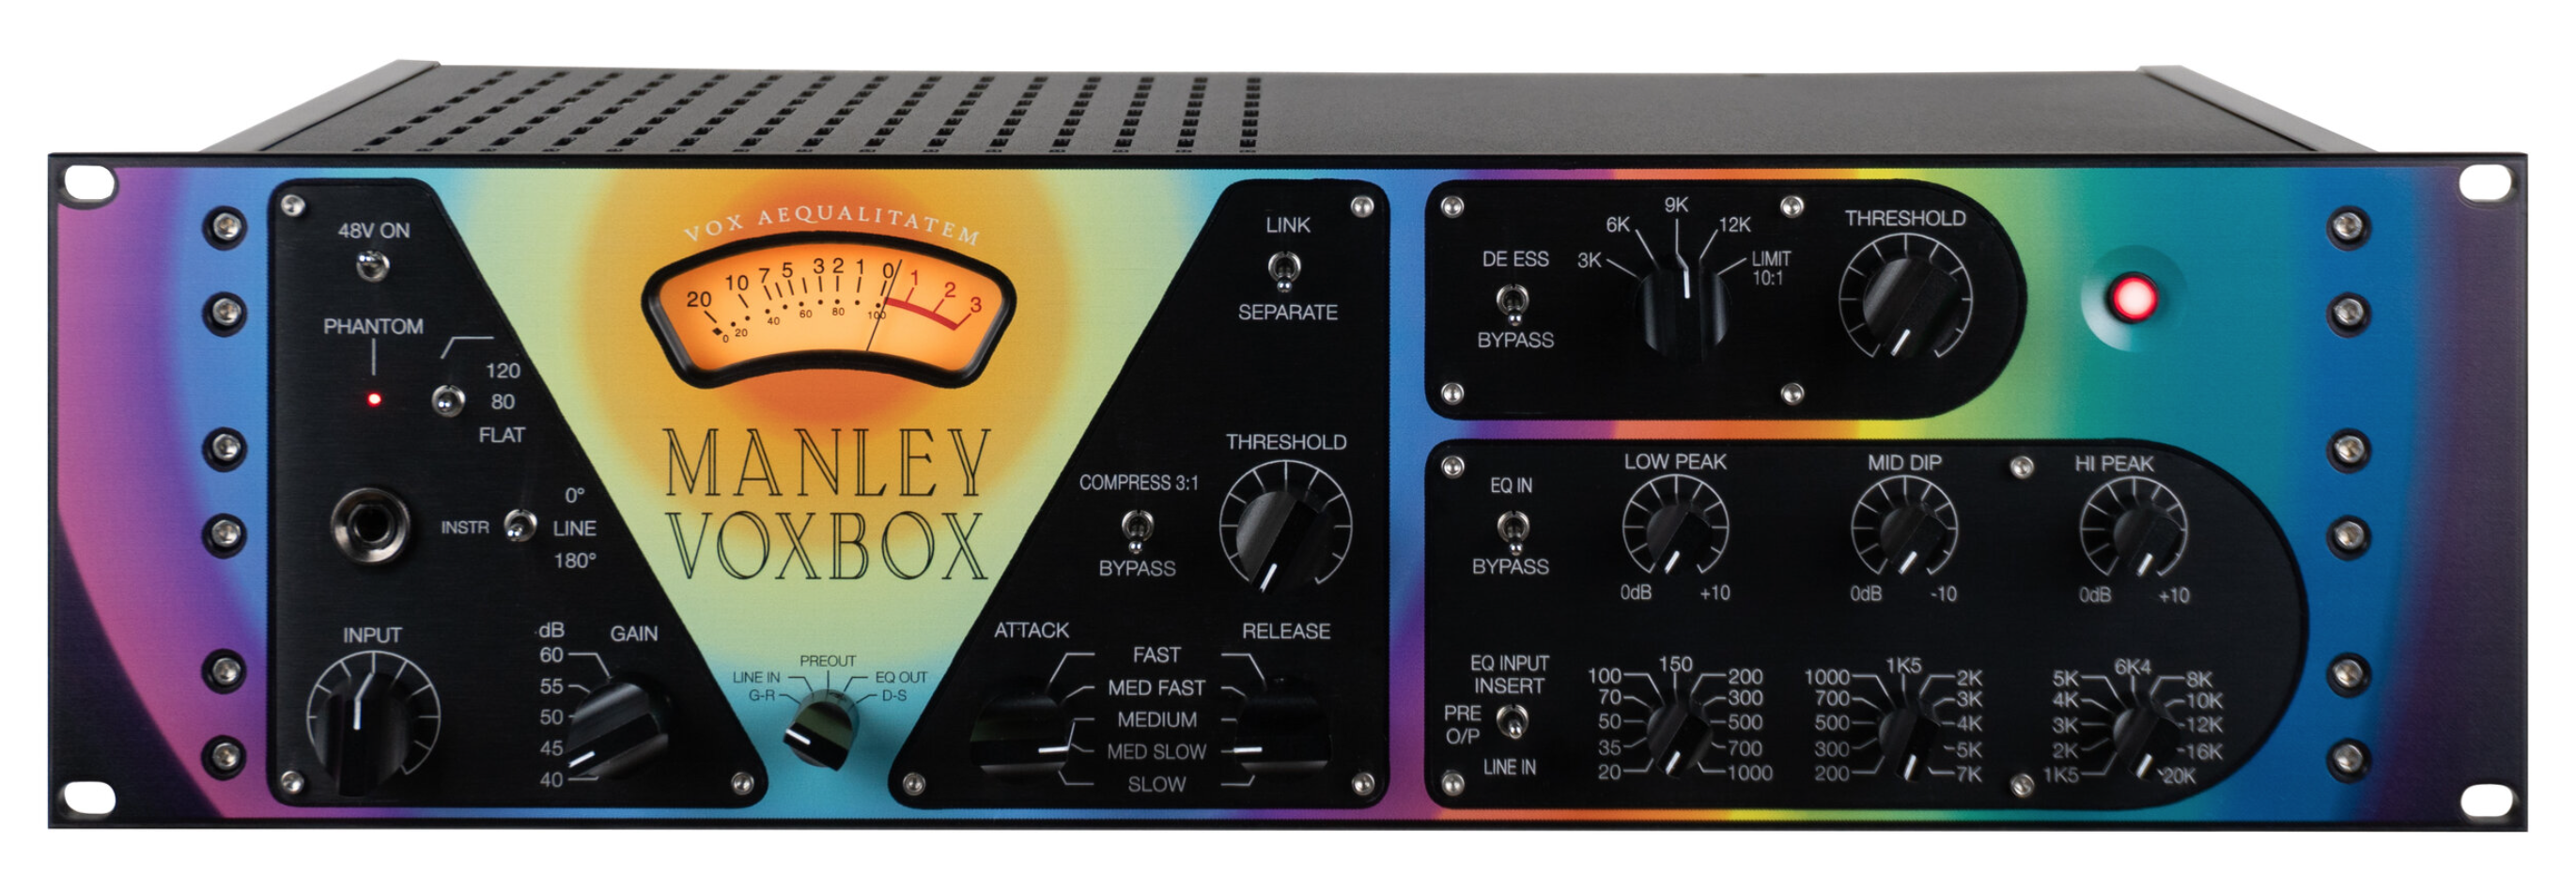 48V ON
PHANTOM
120
80
FLAT
0°
INSTR LINE
180°
INPUT
dB GAIN
60
55
50
45
40
VOX AEQUALITATEM
20 10 7 5 3 2 1 0 1 2 3
0 20 40 60 80 100
MANLEY
VOXBOX
PREOUT
LINE IN EQ OUT
G-R D-S
LINK
SEPARATE
THRESHOLD
COMPRESS 3:1
BYPASS
ATTACK RELEASE
FAST
MED FAST
MEDIUM
MED SLOW
SLOW
DE ESS
BYPASS
9K
6K 12K
3K LIMIT
10:1
THRESHOLD
EQ IN
BYPASS
LOW PEAK
0dB +10
MID DIP
0dB -10
HI PEAK
0dB +10
EQ INPUT
INSERT
PRE
O/P
LINE IN
150
100 200
70 300
50 500
35 700
20 1000
1K5
1000 2K
700 3K
500 4K
300 5K
200 7K
6K4
5K 8K
4K 10K
3K 12K
2K 16K
1K5 20K